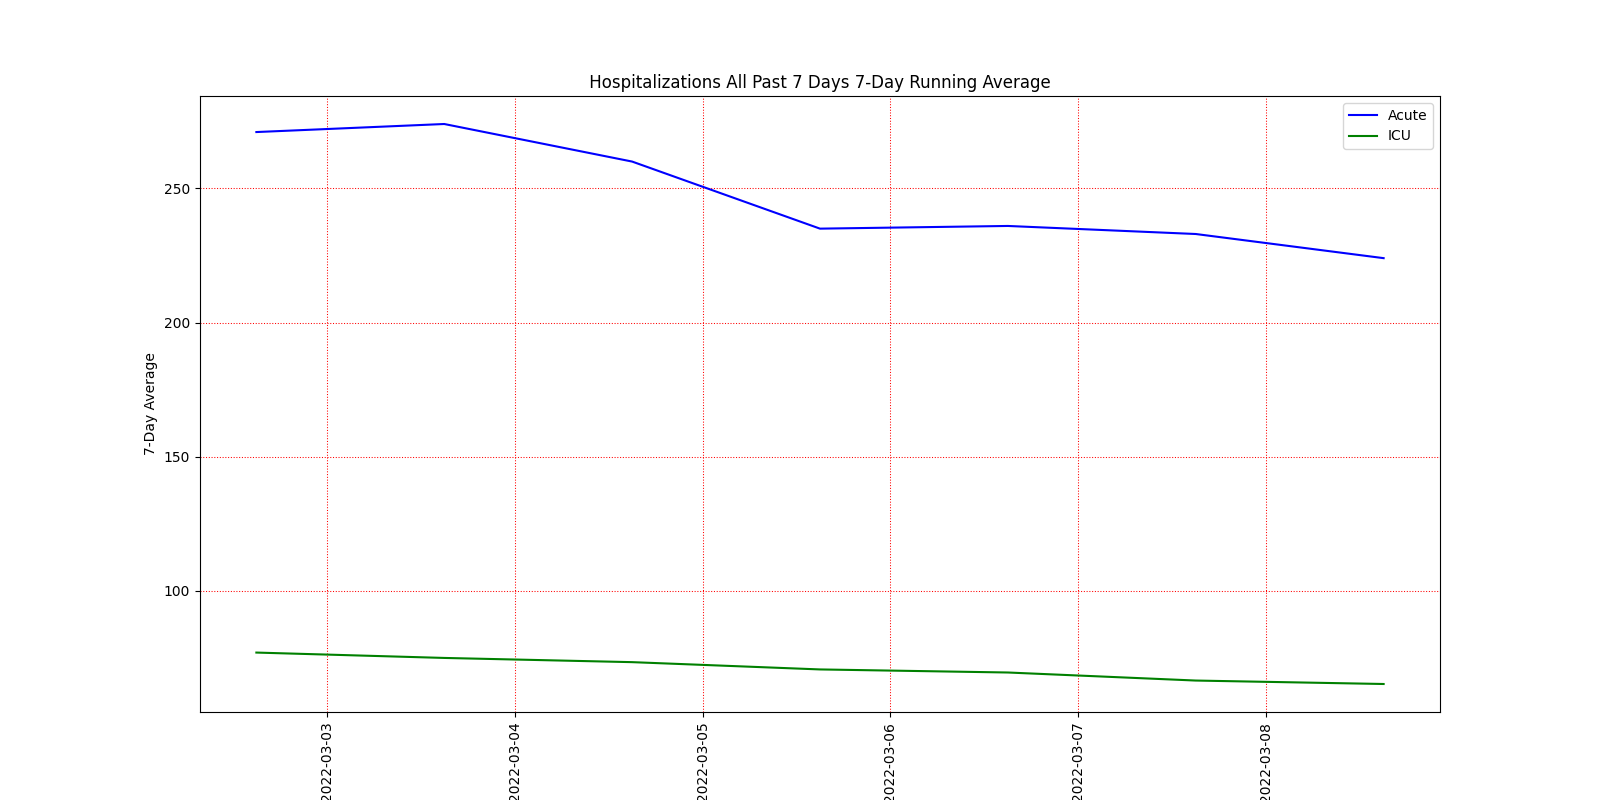 Hospitalizations All Past 7 Days 7-Day Running Average
Acute
ICU
7-Day Average
250
200
150
100
2022-03-03
2022-03-04
2022-03-05
2022-03-06
2022-03-07
2022-03-08